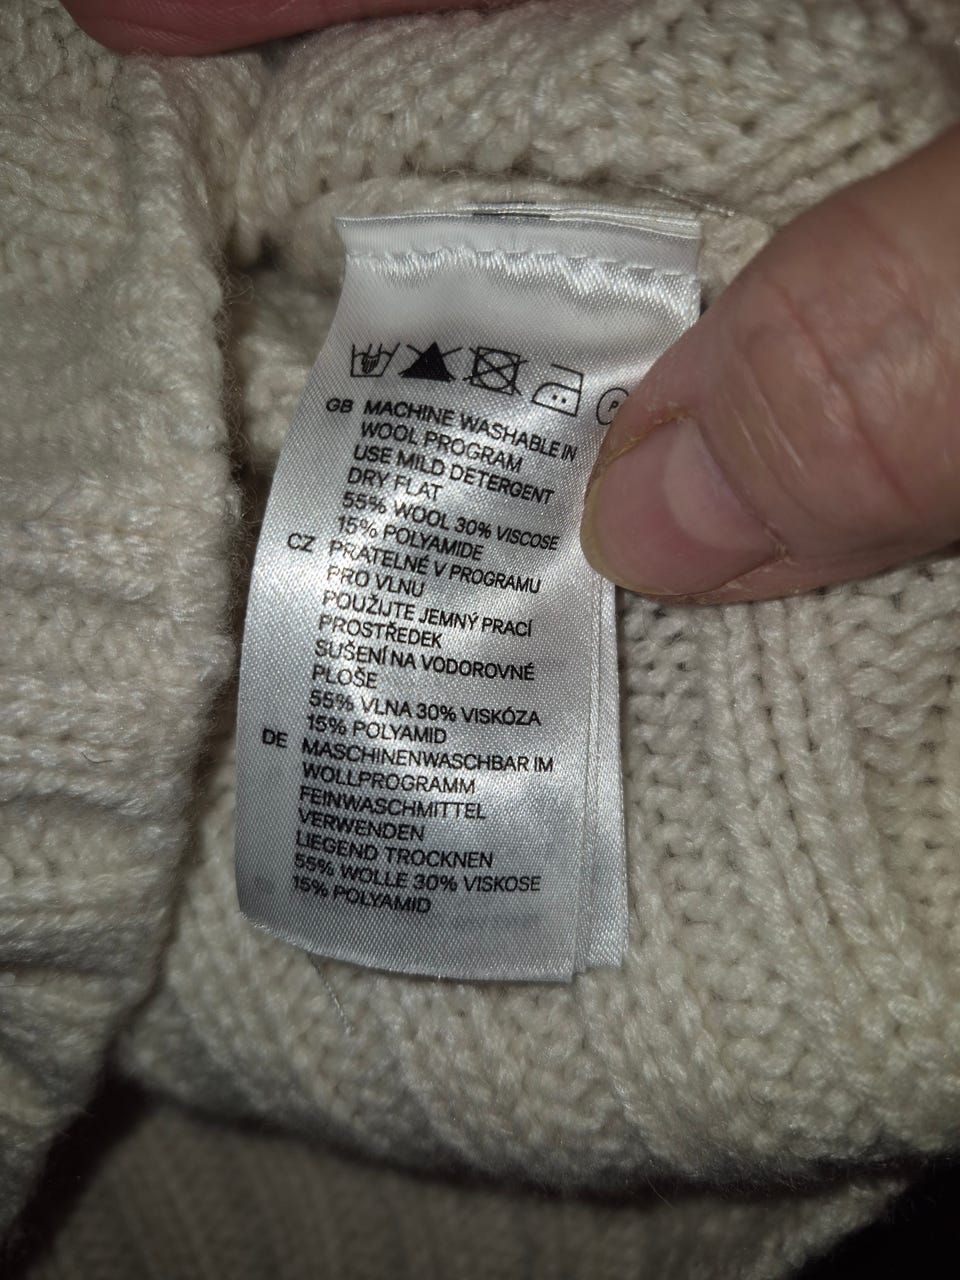 P
GB MACHINE WASHABLE IN
WOOL PROGRAM
USE MILD DETERGENT
DRY FLAT
55% WOOL 30% VISCOSE
15% POLYAMIDE
CZ PRATELNÉ V PROGRAMU
PRO VLNU
POUŽIJTE JEMNÝ PRACÍ
PROSTŘEDEK
SUŠENÍ NA VODOROVNÉ
PLOŠE
55% VLNA 30% VISKÓZA
15% POLYAMID
DE MASCHINENWASCHBAR IM
WOLLPROGRAMM
FEINWASCHMITTEL
VERWENDEN
LIEGEND TROCKNEN
55% WOLLE 30% VISKOSE
15% POLYAMID